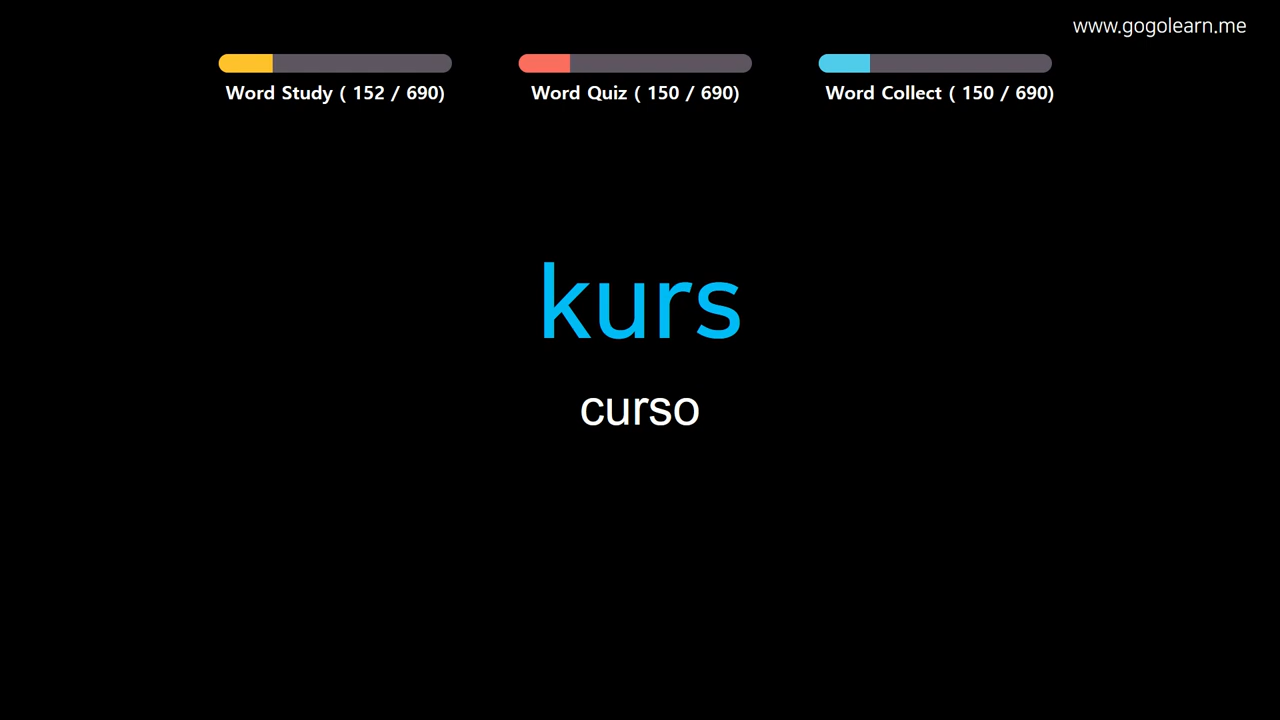 www.gogolearn.me
Word Study ( 152 / 690)
Word Quiz ( 150 / 690)
Word Collect ( 150 / 690)
kurs
curso